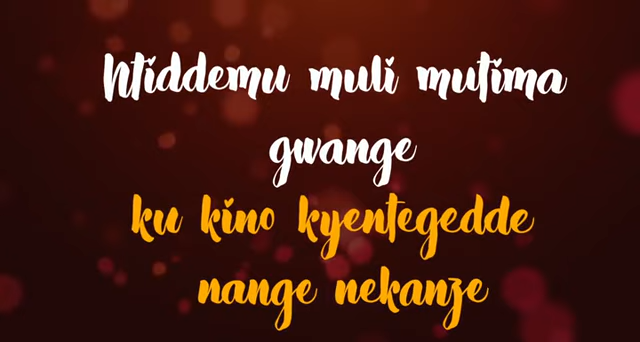 Ntiddemu muli mutima
gwange
ku kino kyentegedde
nange nekanze